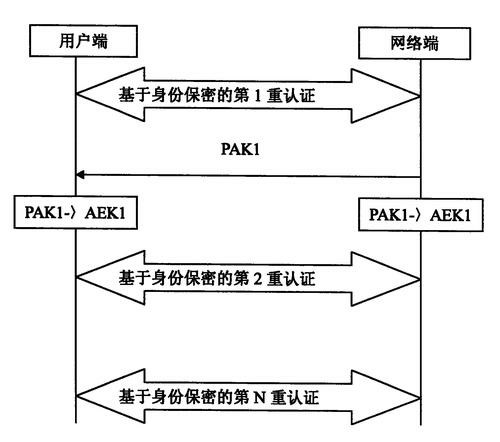 用户端
网络端
基于身份保密的第 1 重认证
PAK1
PAK1-〉AEK1
PAK1-〉AEK1
基于身份保密的第 2 重认证
基于身份保密的第 N 重认证